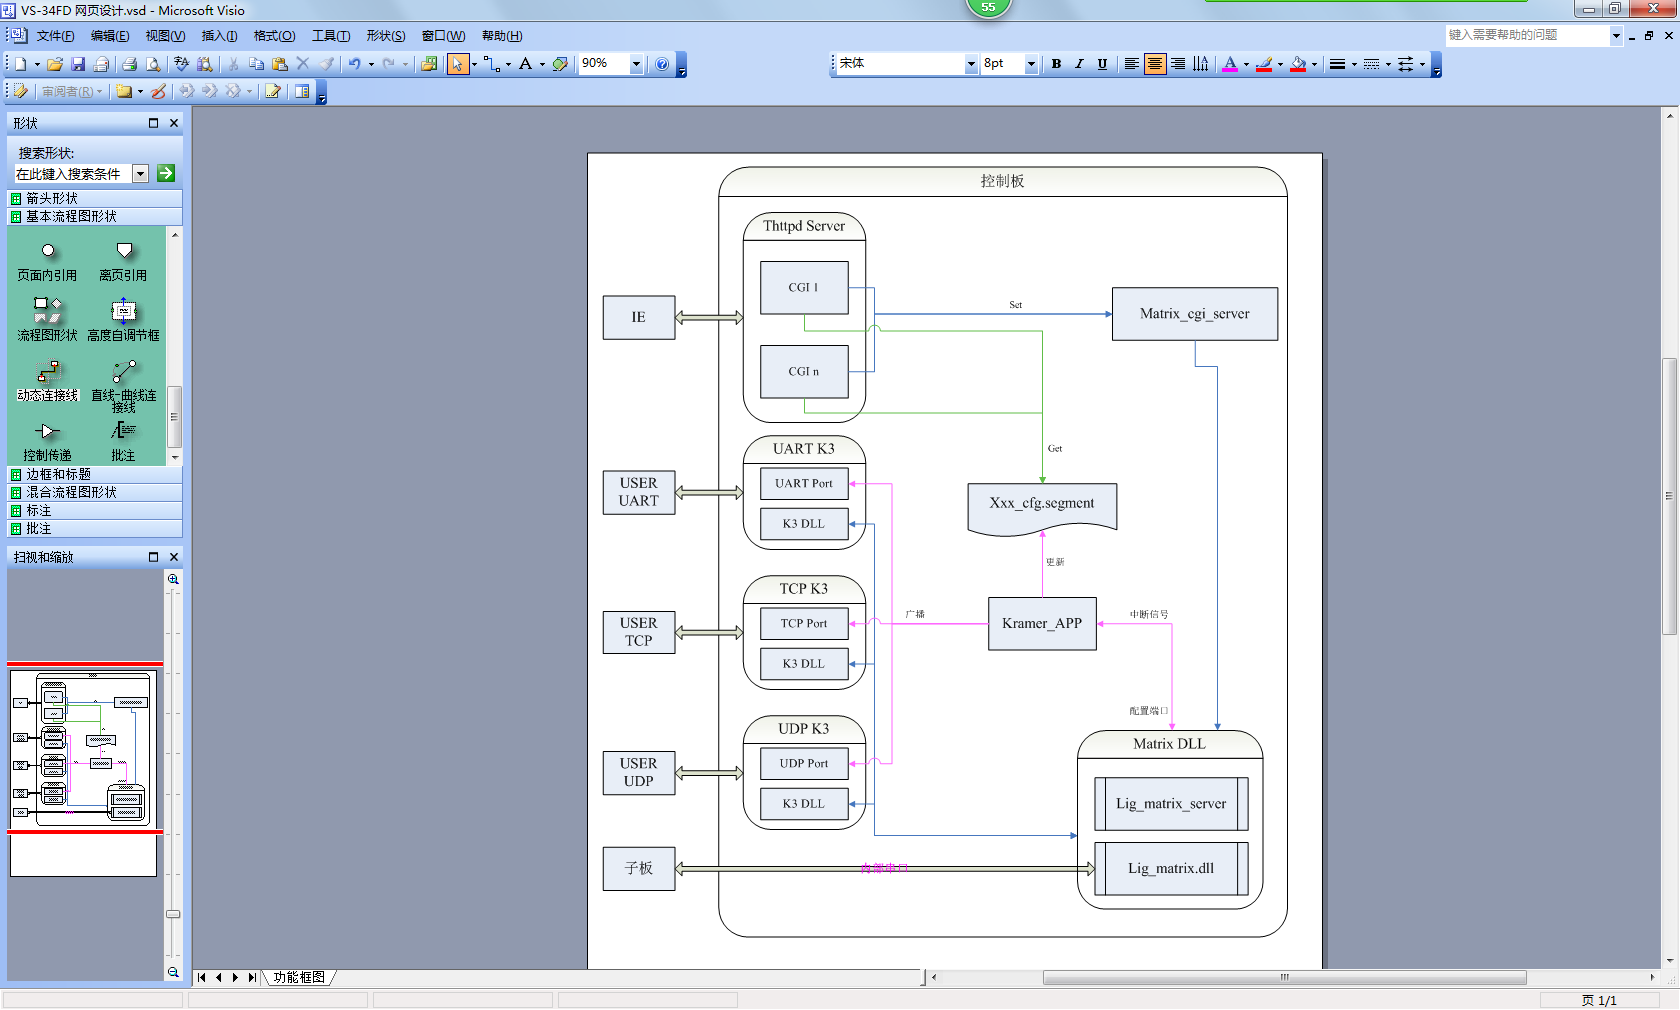 VS-34FD 网页设计.vsd - Microsoft Visio
55
文件(F) 编辑(E) 视图(V) 插入(I) 格式(O) 工具(T) 形状(S) 窗口(W) 帮助(H)
键入需要帮助的问题
90%
宋体
8pt
B I U
审阅者(R)
形状
搜索形状:
在此键入搜索条件
箭头形状
基本流程图形状
页面内引用
离页引用
流程图形状
高度自调节框
动态连接线
直线-曲线连
接线
控制传递
批注
边框和标题
混合流程图形状
标注
批注
扫视和缩放
控制板
Thttpd Server
CGI 1
CGI n
IE
Set
Matrix_cgi_server
Get
UART K3
UART Port
K3 DLL
USER
UART
Xxx_cfg.segment
更新
TCP K3
TCP Port
K3 DLL
USER
TCP
广播
Kramer_APP
中断信号
配置端口
UDP K3
UDP Port
K3 DLL
USER
UDP
Matrix DLL
Lig_matrix_server
Lig_matrix.dll
子板
内部串口
功能框图
页 1/1